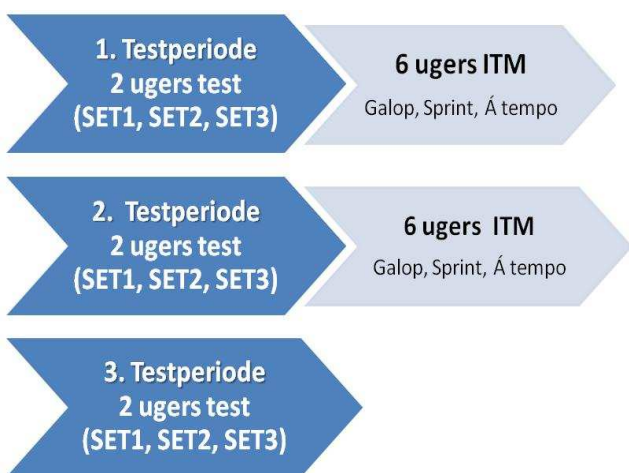 1. Testperiode
2 ugers test
(SET1, SET2, SET3)
6 ugers ITM
Galop, Sprint, Á tempo
2. Testperiode
2 ugers test
(SET1, SET2, SET3)
6 ugers ITM
Galop, Sprint, Á tempo
3. Testperiode
2 ugers test
(SET1, SET2, SET3)